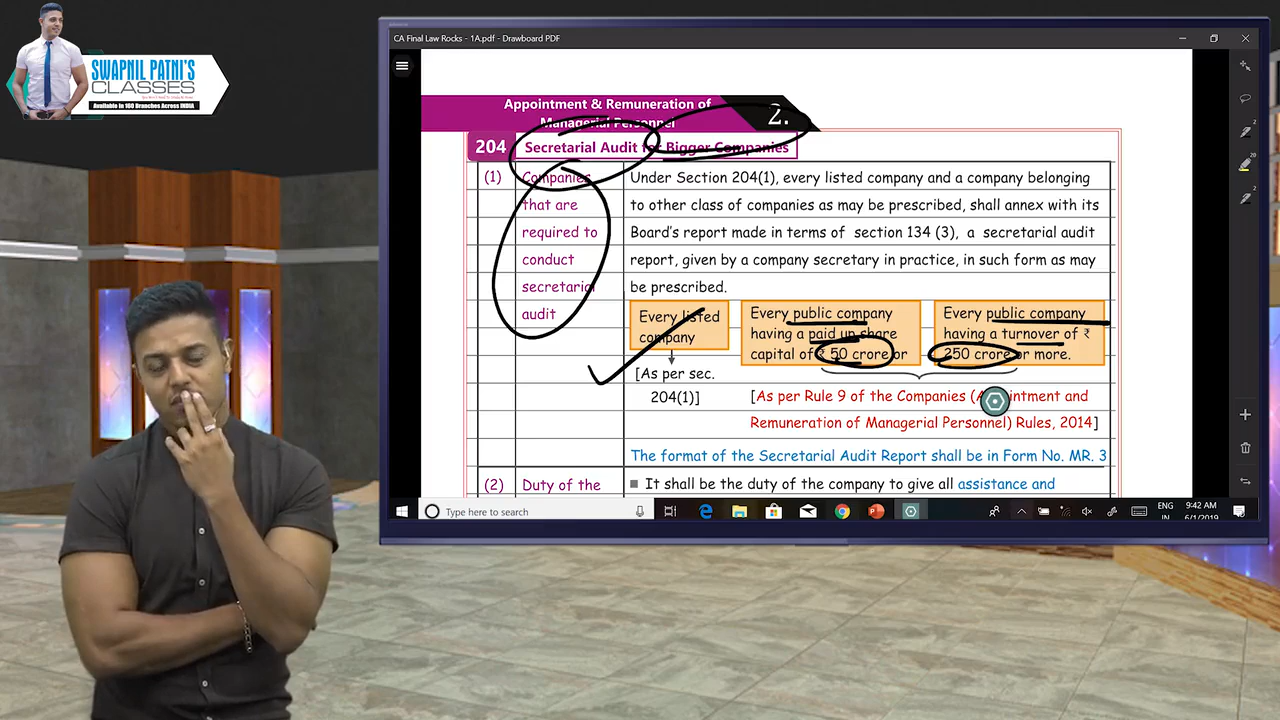 SWAPNIL PATNI'S
CLASSES
Available in 160 Branches Across INDIA
CA Final Law Rocks - 1A.pdf - Drawboard PDF
Appointment & Remuneration of
Managerial Personnel
2.
204
Secretarial Audit for Bigger Companies
(1)
Companies
that are
required to
conduct
secretarial
audit
Under Section 204(1), every listed company and a company belonging
to other class of companies as may be prescribed, shall annex with its
Board's report made in terms of section 134 (3), a secretarial audit
report, given by a company secretary in practice, in such form as may
be prescribed.
Every listed
company
[As per sec.
204(1)]
Every public company
having a paid up share
capital of ₹ 50 crore or
Every public company
having a turnover of ₹
250 crore or more.
[As per Rule 9 of the Companies (Appointment and
Remuneration of Managerial Personnel) Rules, 2014]
The format of the Secretarial Audit Report shall be in Form No. MR. 3
(2)
Duty of the
■ It shall be the duty of the company to give all assistance and
Type here to search
ENG
IN
9:42 AM
6/1/2019